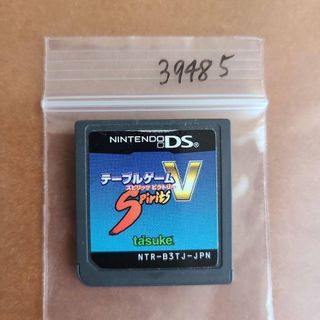 39485
NINTENDO DS™
テーブルゲーム
スピリッツ ビクトリー
Spirits V
tasuke
NTR-B3TJ-JPN